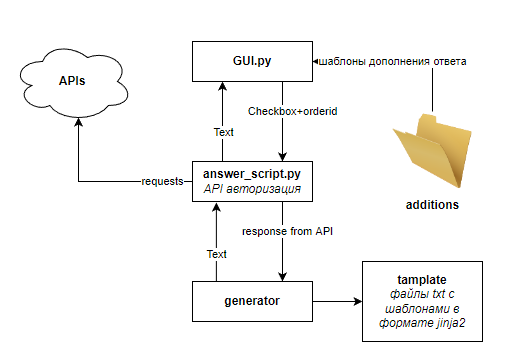 GUI.py
шаблоны дополнения ответа
APIs
Checkbox+orderid
Text
answer_script.py
API авторизация
requests
additions
response from API
Text
generator
tamplate
файлы txt с
шаблонами в
формате jinja2